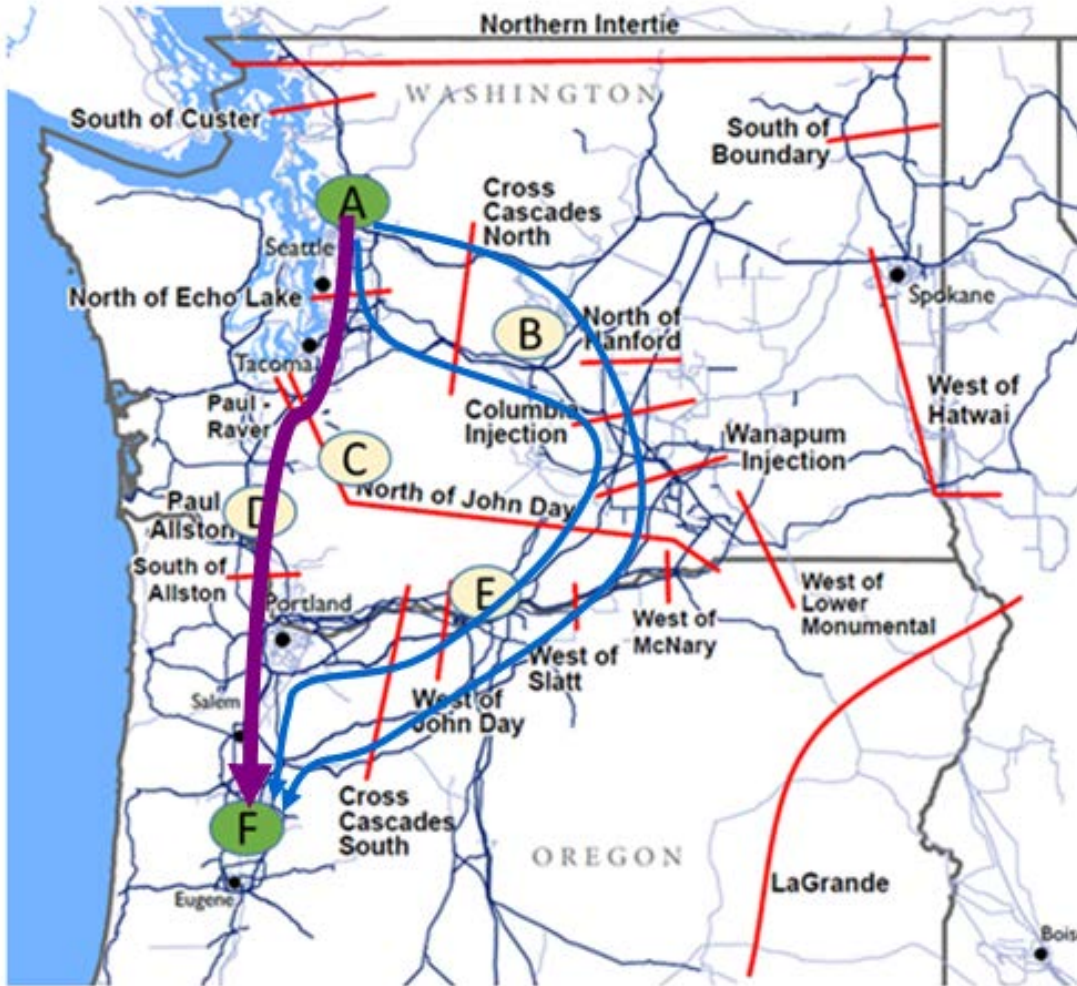 Northern Intertie
WASHINGTON
South of Custer
South of
Boundary
A
Cross
Cascades
North
Seattle
Spokane
North of Echo Lake
B
North of
Hanford
Tacoma
Paul -
Raver
West of
Hatwai
Columbia
Injection
Wanapum
Injection
C
North of John Day
Paul
Allston
D
South of
Allston
Portland
E
West of
McNary
West of
Lower
Monumental
West of
Slatt
Salem
West of
John Day
Cross
Cascades
South
F
OREGON
LaGrande
Eugene
Bois